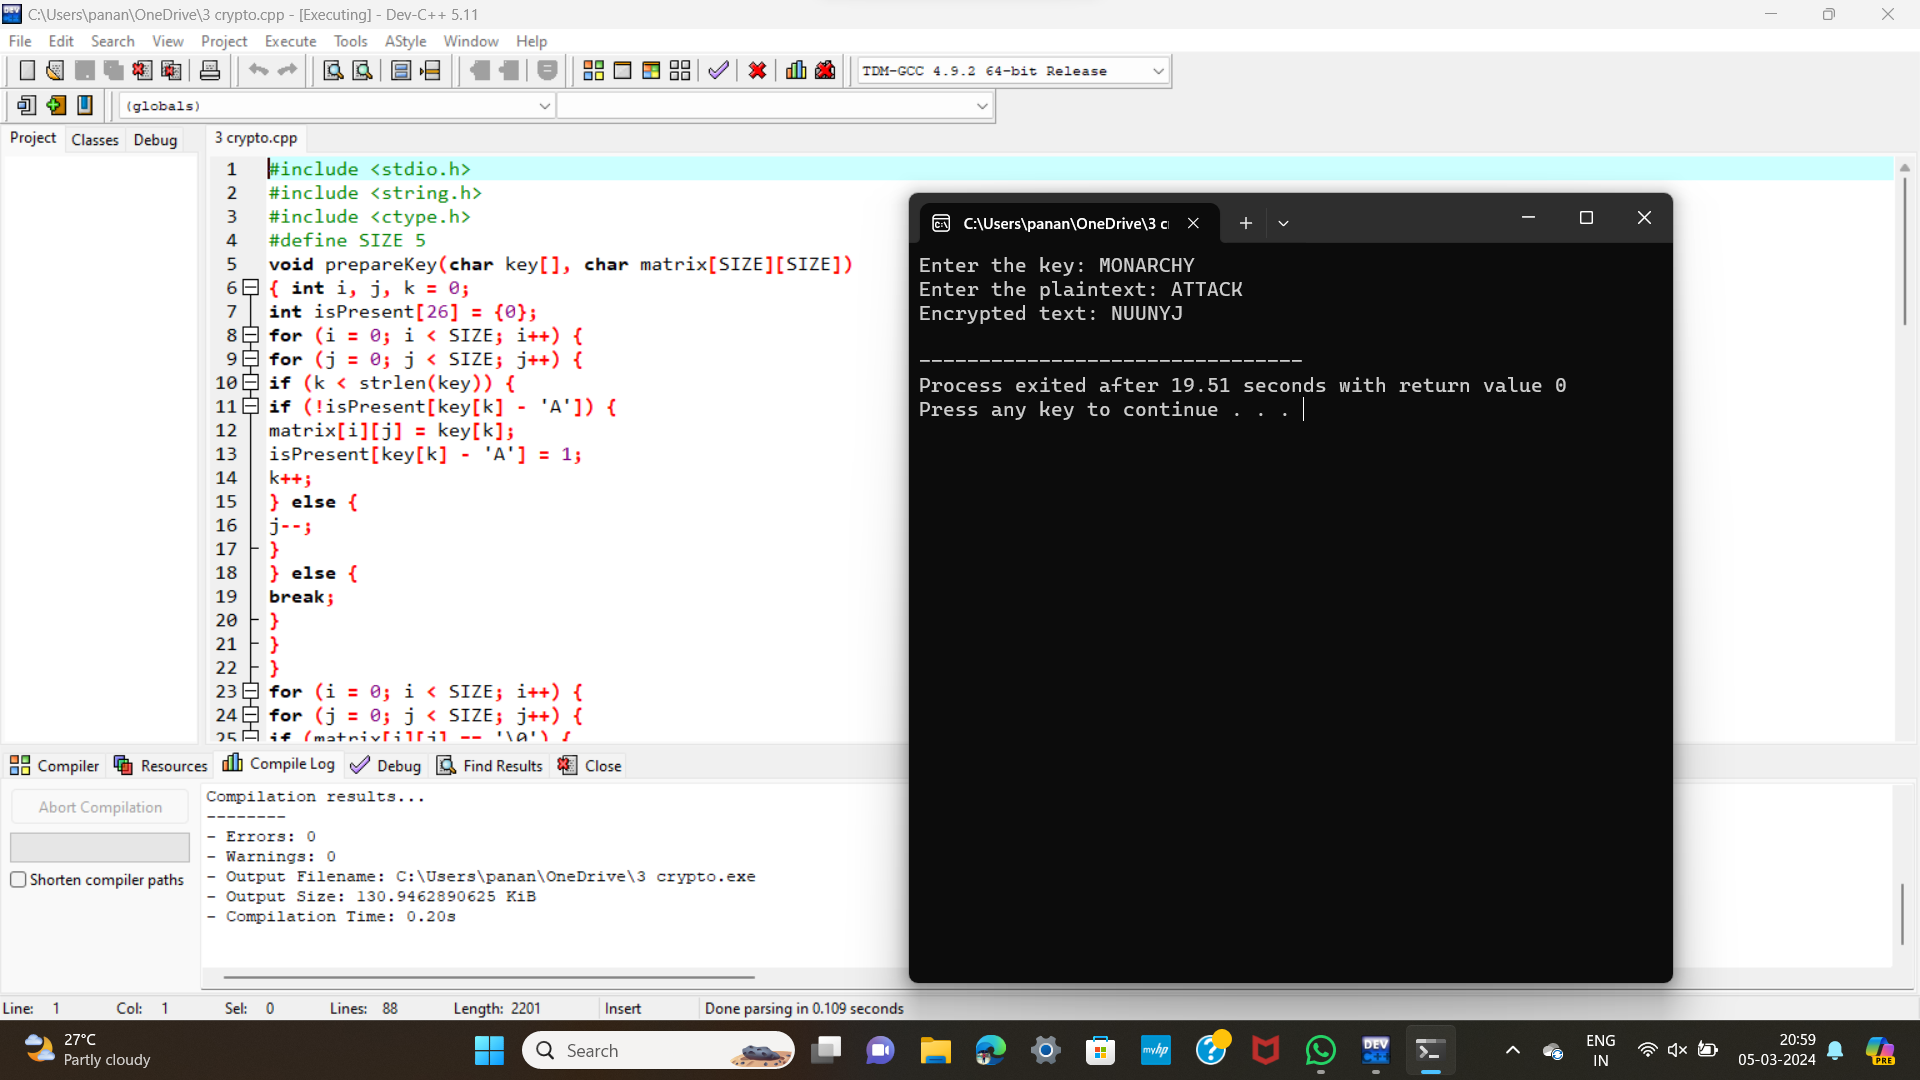 C:\Users\panan\OneDrive\3 crypto.cpp - [Executing] - Dev-C++ 5.11
File Edit Search View Project Execute Tools AStyle Window Help
TDM-GCC 4.9.2 64-bit Release
(globals)
Project Classes Debug
3 crypto.cpp
1 #include <stdio.h>
2 #include <string.h>
3 #include <ctype.h>
4 #define SIZE 5
5 void prepareKey(char key[], char matrix[SIZE][SIZE])
6 { int i, j, k = 0;
7 int isPresent[26] = {0};
8 for (i = 0; i < SIZE; i++) {
9 for (j = 0; j < SIZE; j++) {
10 if (k < strlen(key)) {
11 if (!isPresent[key[k] - 'A']) {
12 matrix[i][j] = key[k];
13 isPresent[key[k] - 'A'] = 1;
14 k++;
15 } else {
16 j--;
17 }
18 } else {
19 break;
20 }
21 }
22 }
23 for (i = 0; i < SIZE; i++) {
24 for (j = 0; j < SIZE; j++) {
25 if (matrix[i][j] == '\0') {
C:\Users\panan\OneDrive\3 c
Enter the key: MONARCHY
Enter the plaintext: ATTACK
Encrypted text: NUUNYJ
--------------------------------
Process exited after 19.51 seconds with return value 0
Press any key to continue . . .
Compiler Resources Compile Log Debug Find Results Close
Abort Compilation
Shorten compiler paths
Compilation results...
--------
- Errors: 0
- Warnings: 0
- Output Filename: C:\Users\panan\OneDrive\3 crypto.exe
- Output Size: 130.9462890625 KiB
- Compilation Time: 0.20s
Line: 1 Col: 1 Sel: 0 Lines: 88 Length: 2201 Insert Done parsing in 0.109 seconds
27°C
Partly cloudy
Search
myhp
DEV
C++
ENG
IN
20:59
05-03-2024
PRE